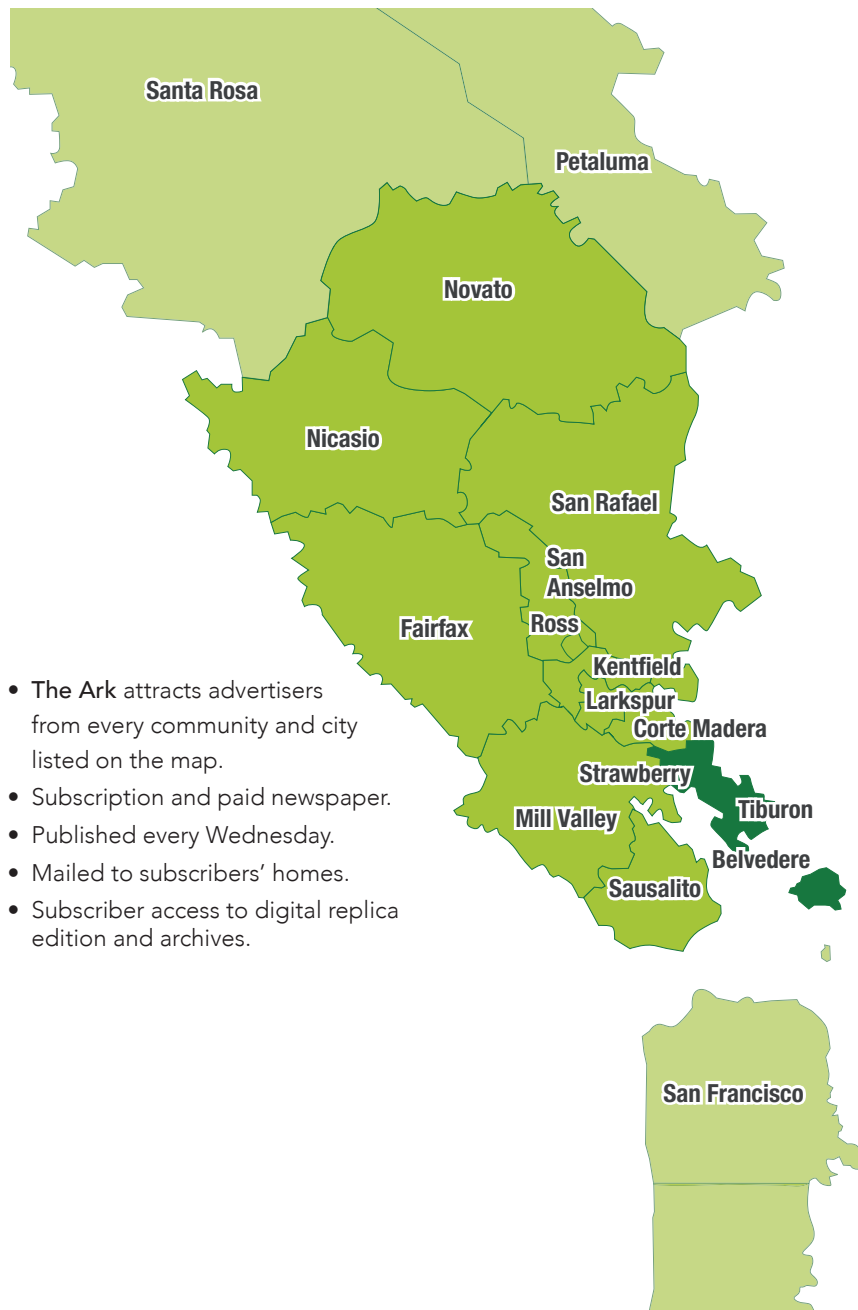 Santa Rosa
Petaluma
Novato
Nicasio
San Rafael
San
Anselmo
Ross
Fairfax
Kentfield
• The Ark attracts advertisers
from every community and city
listed on the map.
• Subscription and paid newspaper.
• Published every Wednesday.
• Mailed to subscribers’ homes.
• Subscriber access to digital replica
edition and archives.
Larkspur
Corte Madera
Strawberry
Tiburon
Mill Valley
Belvedere
Sausalito
San Francisco